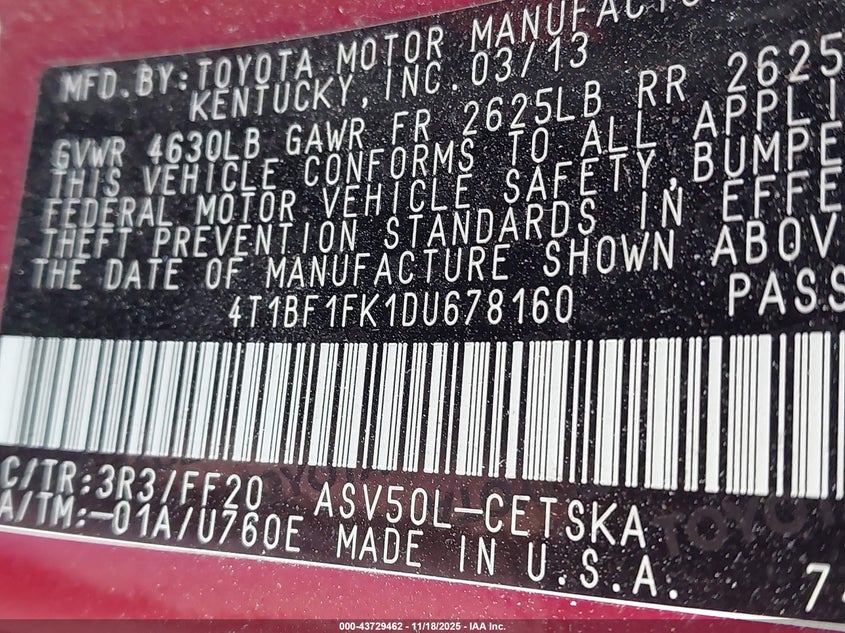 MFD.BY:TOYOTA MOTOR MANUFACTU
KENTUCKY, INC. 03/13
GVWR 4630LB GAWR FR 2625LB RR 2625
THIS VEHICLE CONFORMS TO ALL APPLI
FEDERAL MOTOR VEHICLE SAFETY, BUMPE
THEFT PREVENTION STANDARDS IN EFFE
THE DATE OF MANUFACTURE SHOWN ABOV
4T1BF1FK1DU678160 PASS
C/TR:3R3/FF20 ASV50L-CETSKA
A/TM:-01A/U760E MADE IN U.S.A.
000-43729462 - 11/18/2025 - IAA Inc.